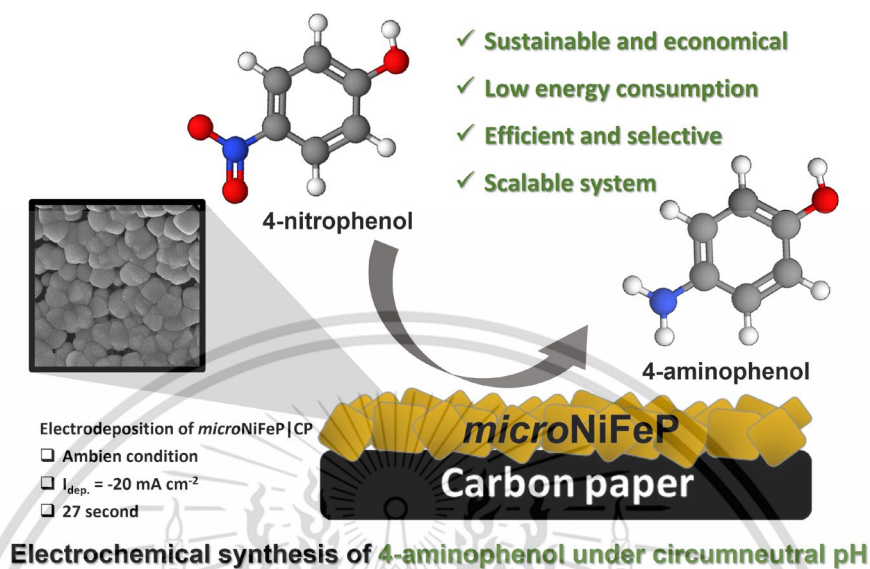 ✓ Sustainable and economical
✓ Low energy consumption
✓ Efficient and selective
✓ Scalable system
4-nitrophenol
4-aminophenol
Electrodeposition of microNiFeP|CP
❑ Ambien condition
❑ I_dep. = -20 mA cm⁻²
❑ 27 second
microNiFeP
Carbon paper
Electrochemical synthesis of 4-aminophenol under circumneutral pH